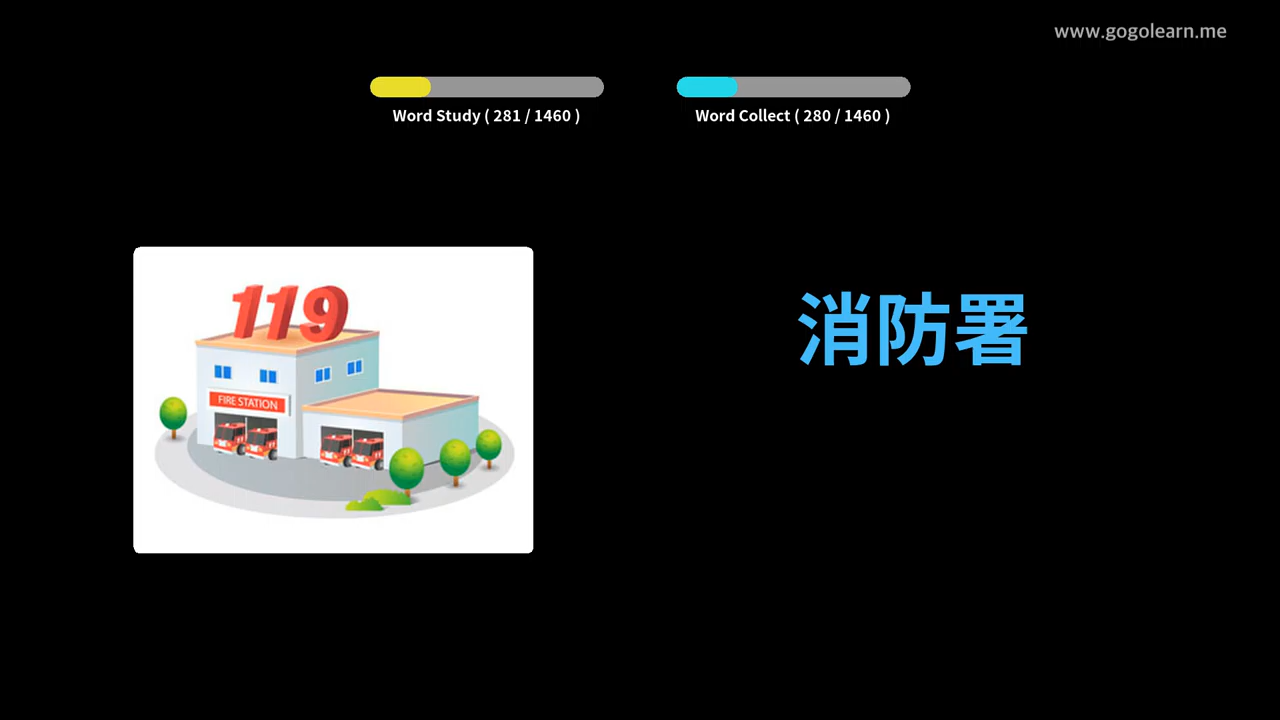 www.gogolearn.me
Word Study ( 281 / 1460 )
Word Collect ( 280 / 1460 )
119
FIRE STATION
消防署